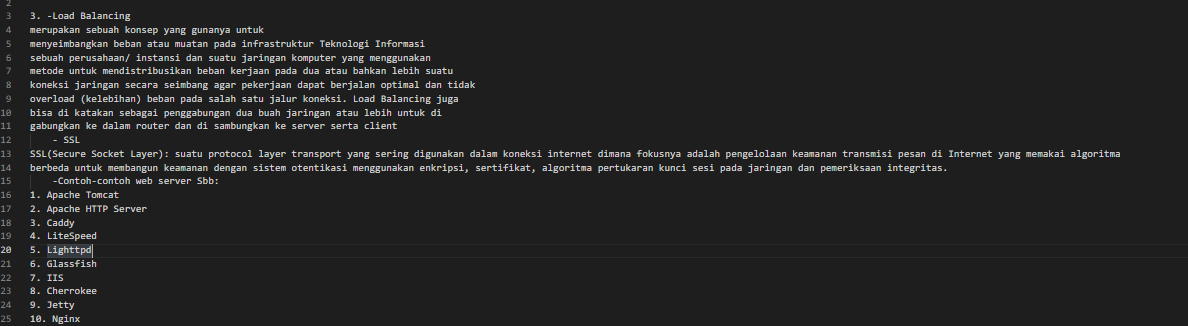 2
3 3. -Load Balancing
4 merupakan sebuah konsep yang gunanya untuk
5 menyeimbangkan beban atau muatan pada infrastruktur Teknologi Informasi
6 sebuah perusahaan/ instansi dan suatu jaringan komputer yang menggunakan
7 metode untuk mendistribusikan beban kerjaan pada dua atau bahkan lebih suatu
8 koneksi jaringan secara seimbang agar pekerjaan dapat berjalan optimal dan tidak
9 overload (kelebihan) beban pada salah satu jalur koneksi. Load Balancing juga
10 bisa di katakan sebagai penggabungan dua buah jaringan atau lebih untuk di
11 gabungkan ke dalam router dan di sambungkan ke server serta client
12 - SSL
13 SSL(Secure Socket Layer): suatu protocol layer transport yang sering digunakan dalam koneksi internet dimana fokusnya adalah pengelolaan keamanan transmisi pesan di Internet yang memakai algoritma
14 berbeda untuk membangun keamanan dengan sistem otentikasi menggunakan enkripsi, sertifikat, algoritma pertukaran kunci sesi pada jaringan dan pemeriksaan integritas.
15 -Contoh-contoh web server Sbb:
16 1. Apache Tomcat
17 2. Apache HTTP Server
18 3. Caddy
19 4. LiteSpeed
20 5. Lighttpd
21 6. Glassfish
22 7. IIS
23 8. Cherrokee
24 9. Jetty
25 10. Nginx